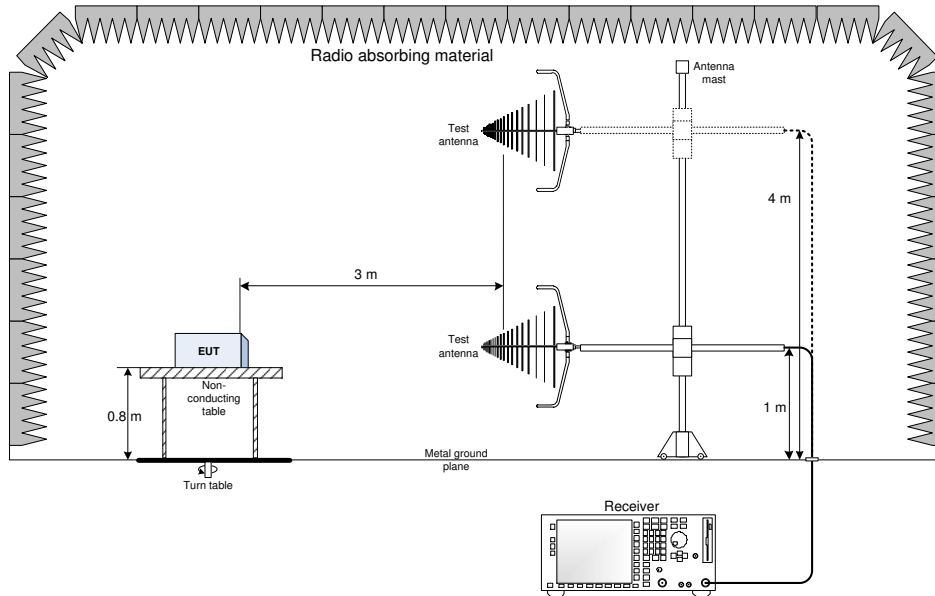 Radio absorbing material
Antenna
mast
Test
antenna
4 m
3 m
Test
antenna
EUT
Non-
conducting
table
0.8 m
1 m
Metal ground
plane
Turn table
Receiver